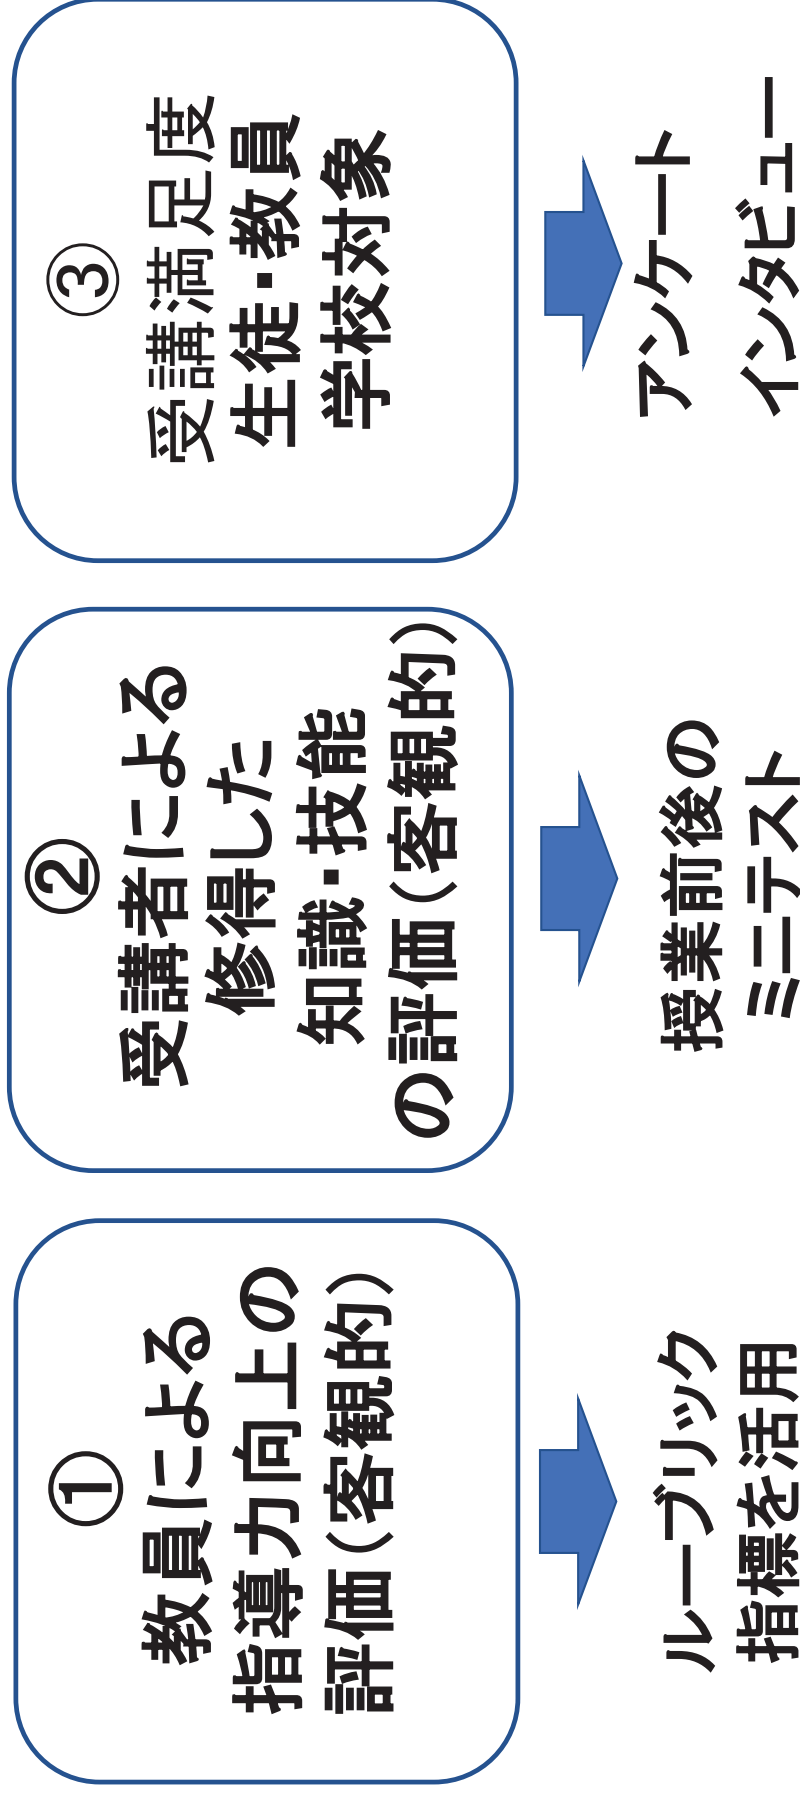 ①
教員による
指導力向上の
評価（客観的）
ルーブリック
指標を活用
②
受講者による
修得した
知識・技能
の評価（客観的）
授業前後の
ミニテスト
③
受講満足度
生徒・教員
学校対象
アンケート
インタビュー